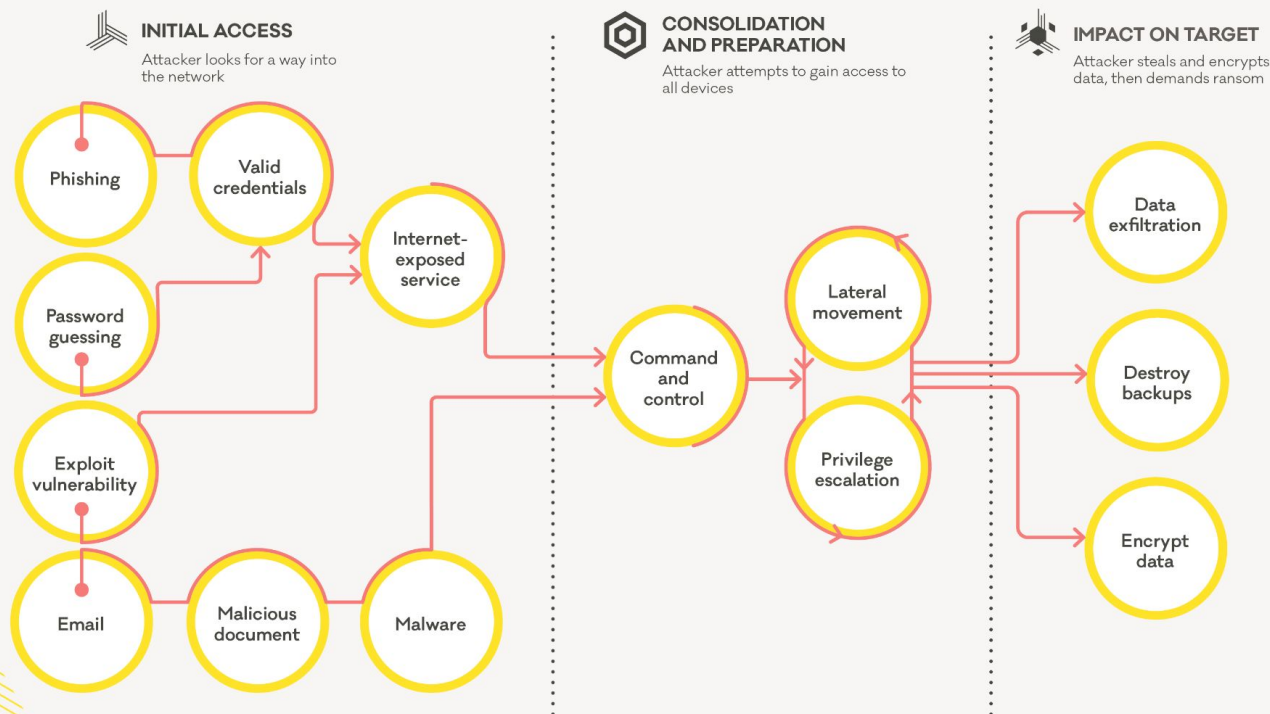 INITIAL ACCESS
Attacker looks for a way into
the network
CONSOLIDATION
AND PREPARATION
Attacker attempts to gain access to
all devices
IMPACT ON TARGET
Attacker steals and encrypts
data, then demands ransom
Phishing
Valid
credentials
Internet-
exposed
service
Password
guessing
Exploit
vulnerability
Email
Malicious
document
Malware
Command
and
control
Lateral
movement
Privilege
escalation
Data
exfiltration
Destroy
backups
Encrypt
data